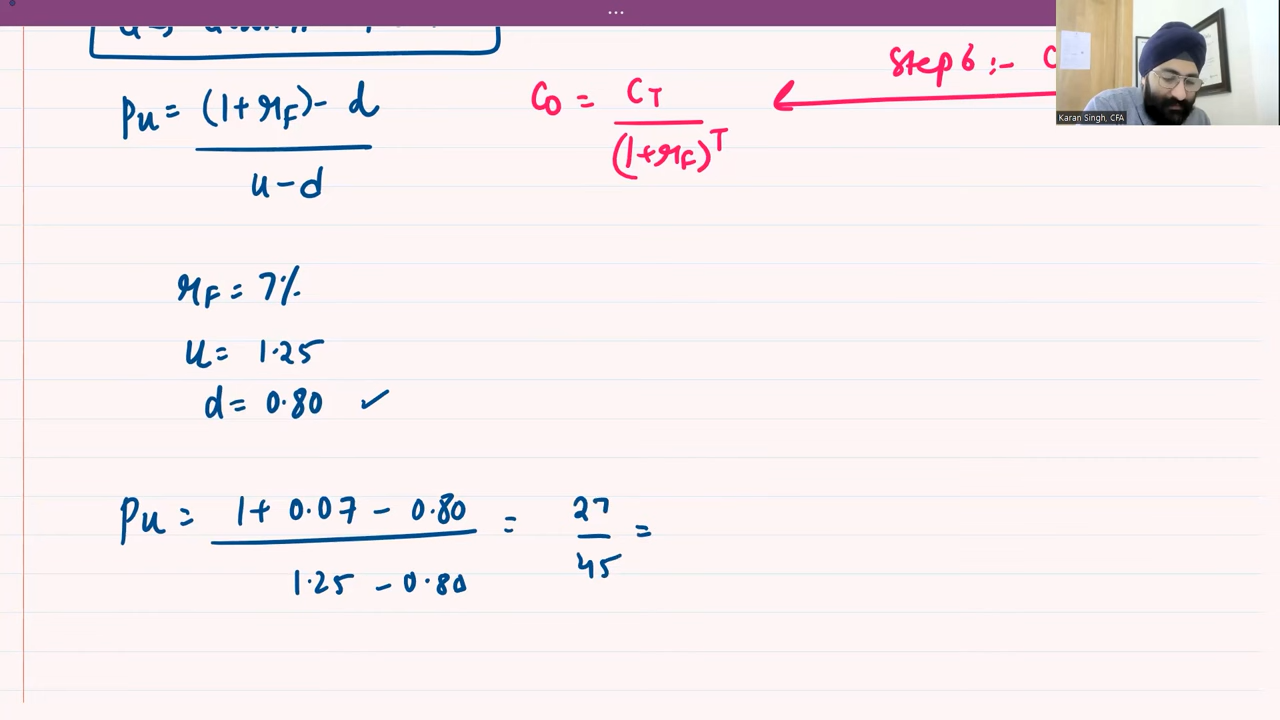 ...
Pu = (1+rF) - d
u - d
C0 = CT
(1+rF)^T
Step 6 :- C
Karan Singh, CFA
rF = 7%
u = 1.25
d = 0.80 ✓
Pu = 1 + 0.07 - 0.80 = 27 =
1.25 - 0.80 45